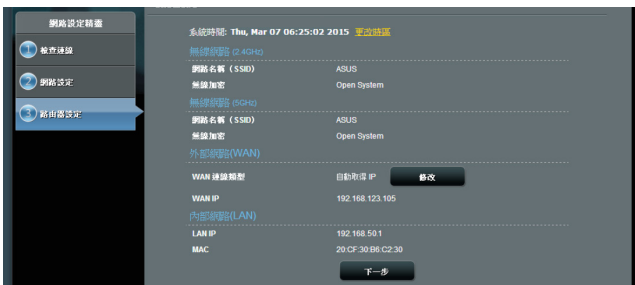 網路設定精靈
1 檢查連線
2 網路設定
3 路由器設定
系統時間: Thu, Mar 07 06:25:02 2015 更改時區
無線網路 (2.4GHz)
網路名稱（SSID） ASUS
無線加密 Open System
無線網路 (5GHz)
網路名稱（SSID） ASUS
無線加密 Open System
外部網路(WAN)
WAN 連線類型 自動取得 IP 修改
WAN IP 192.168.123.105
內部網路(LAN)
LAN IP 192.168.50.1
MAC 20:CF:30:B6:C2:30
下一步